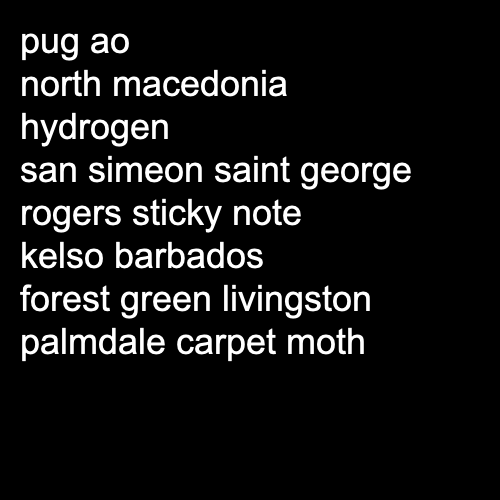 pug ao
north macedonia
hydrogen
san simeon saint george
rogers sticky note
kelso barbados
forest green livingston
palmdale carpet moth